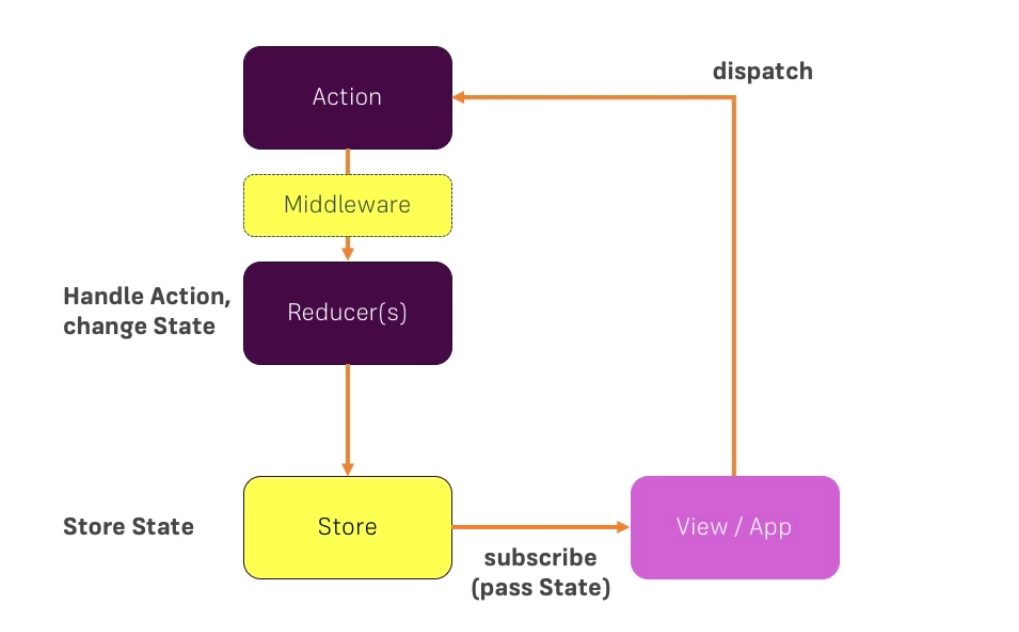 dispatch
Action
Middleware
Handle Action,
change State
Reducer(s)
Store State
Store
subscribe
(pass State)
View / App